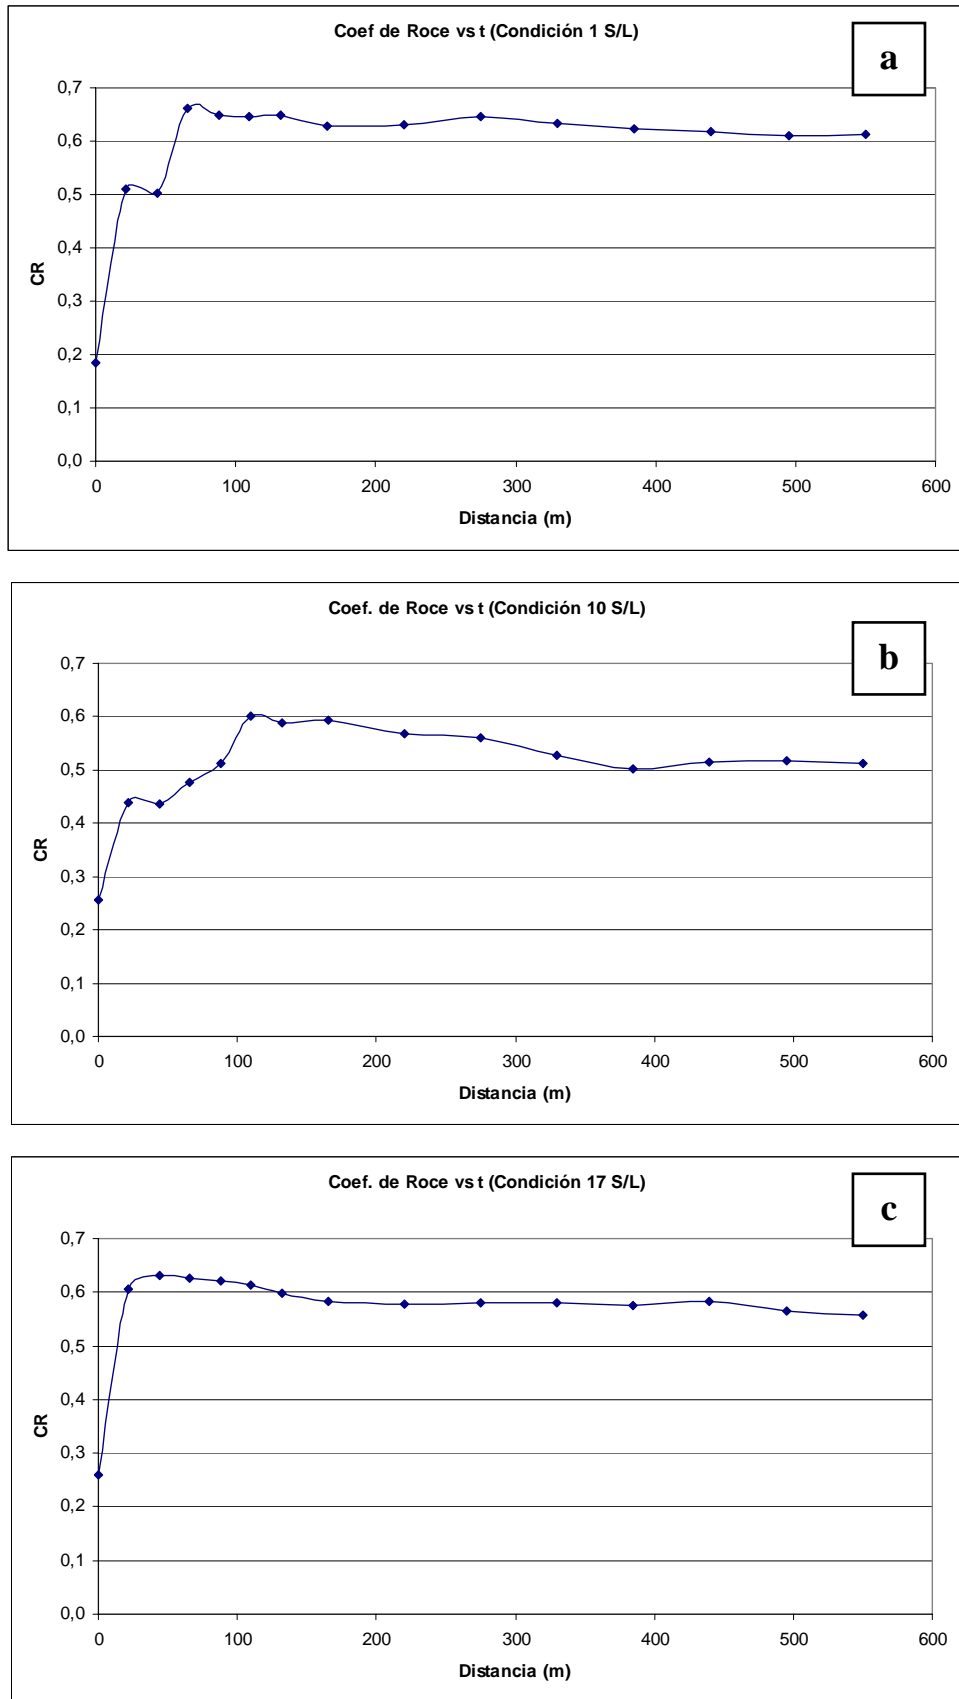 Coef de Roce vs t (Condición 1 S/L)
a
0,7
0,6
0,5
0,4
0,3
0,2
0,1
0,0
CR
0 100 200 300 400 500 600
Distancia (m)
Coef. de Roce vs t (Condición 10 S/L)
b
0,7
0,6
0,5
0,4
0,3
0,2
0,1
0,0
CR
0 100 200 300 400 500 600
Distancia (m)
Coef. de Roce vs t (Condición 17 S/L)
c
0,7
0,6
0,5
0,4
0,3
0,2
0,1
0,0
CR
0 100 200 300 400 500 600
Distancia (m)